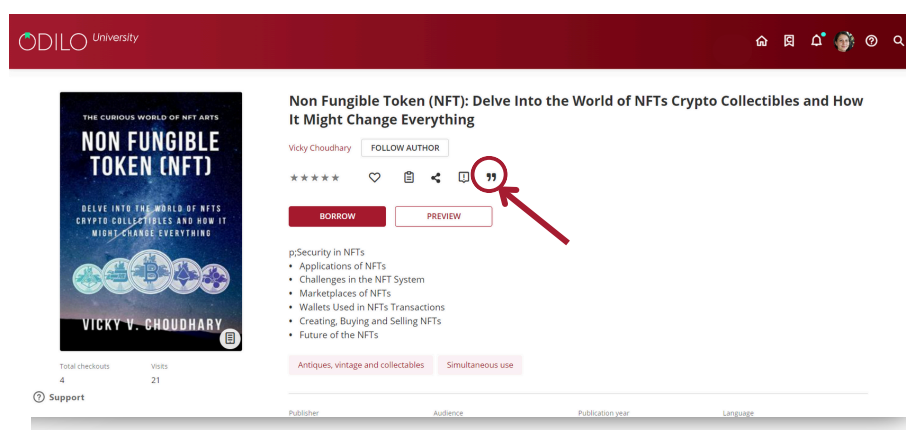 ODILO University
Non Fungible Token (NFT): Delve Into the World of NFTs Crypto Collectibles and How
It Might Change Everything
THE CURIOUS WORLD OF NFT ARTS
NON FUNGIBLE
TOKEN (NFT)
DELVE INTO THE WORLD OF NFTS
CRYPTO COLLECTIBLES AND HOW IT
MIGHT CHANGE EVERYTHING
VICKY V. CHOUDHARY
Vicky Choudhary FOLLOW AUTHOR
BORROW PREVIEW
p;Security in NFTs
• Applications of NFTs
• Challenges in the NFT System
• Marketplaces of NFTs
• Wallets Used in NFTs Transactions
• Creating, Buying and Selling NFTs
• Future of the NFTs
Antiques, vintage and collectables Simultaneous use
Total checkouts Visits
4 21
Support
Publisher Audience Publication year Language